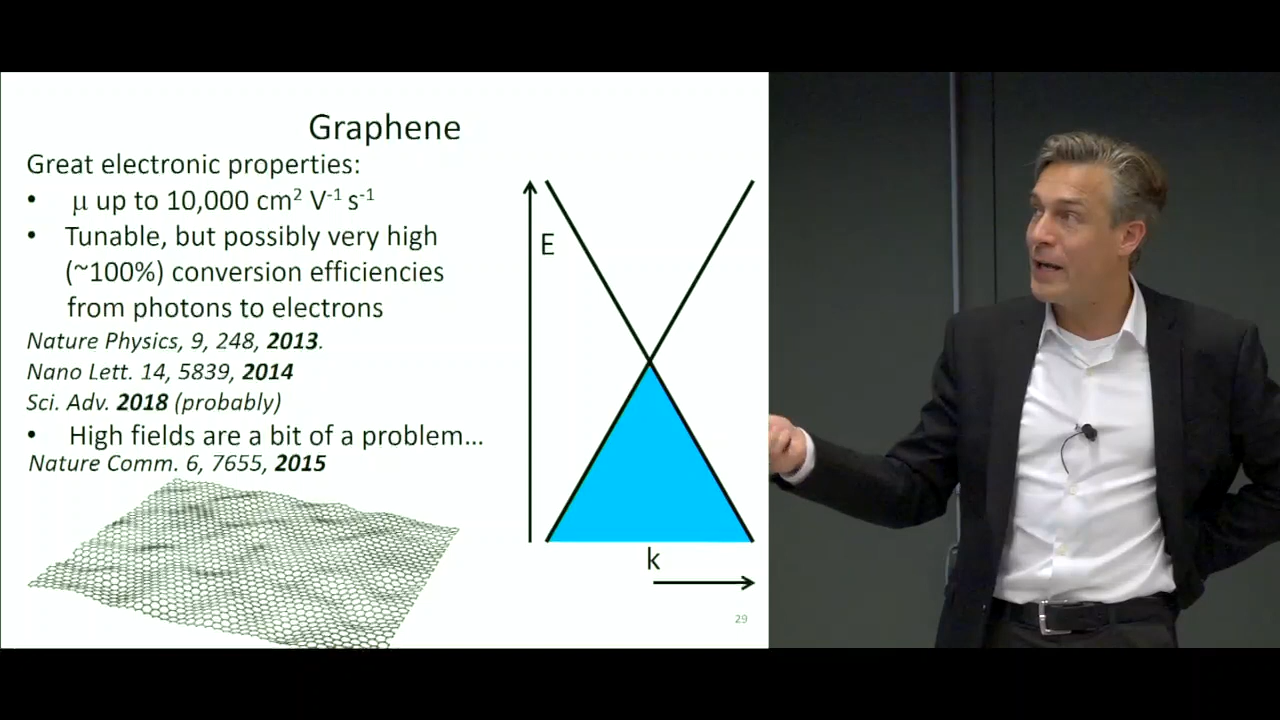 Graphene
Great electronic properties:
• μ up to 10,000 cm² V⁻¹ s⁻¹
• Tunable, but possibly very high
(~100%) conversion efficiencies
from photons to electrons
Nature Physics, 9, 248, 2013.
Nano Lett. 14, 5839, 2014
Sci. Adv. 2018 (probably)
• High fields are a bit of a problem...
Nature Comm. 6, 7655, 2015
E
k
29